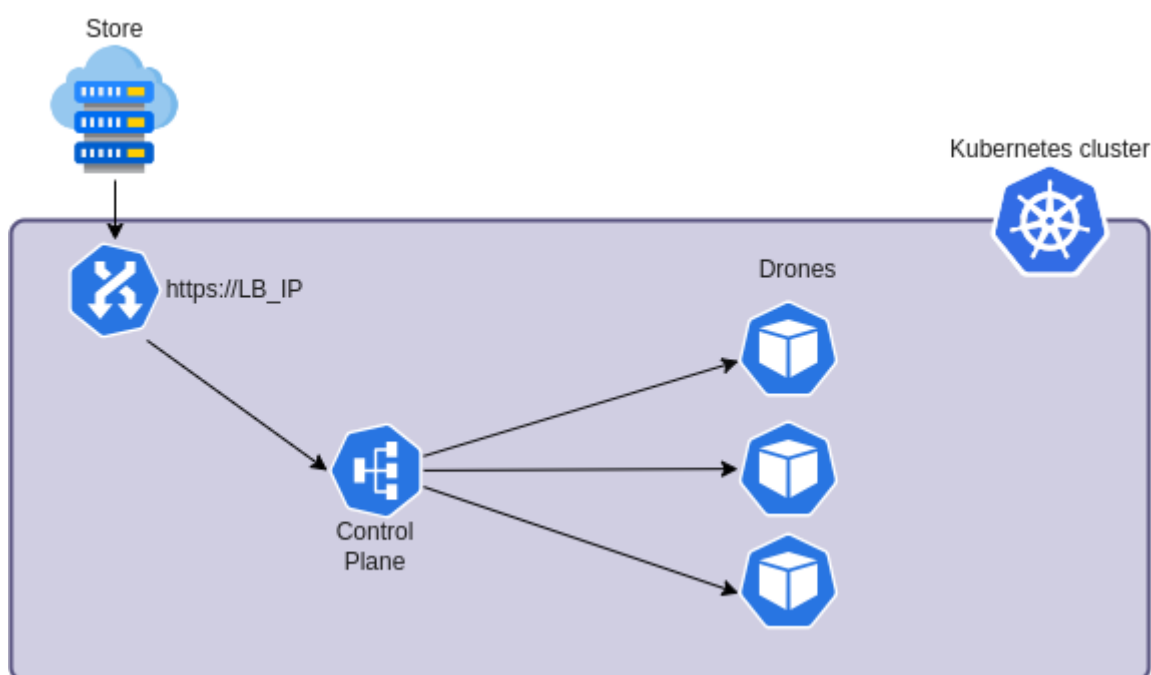 Store
Kubernetes cluster
https://LB_IP
Drones
Control
Plane